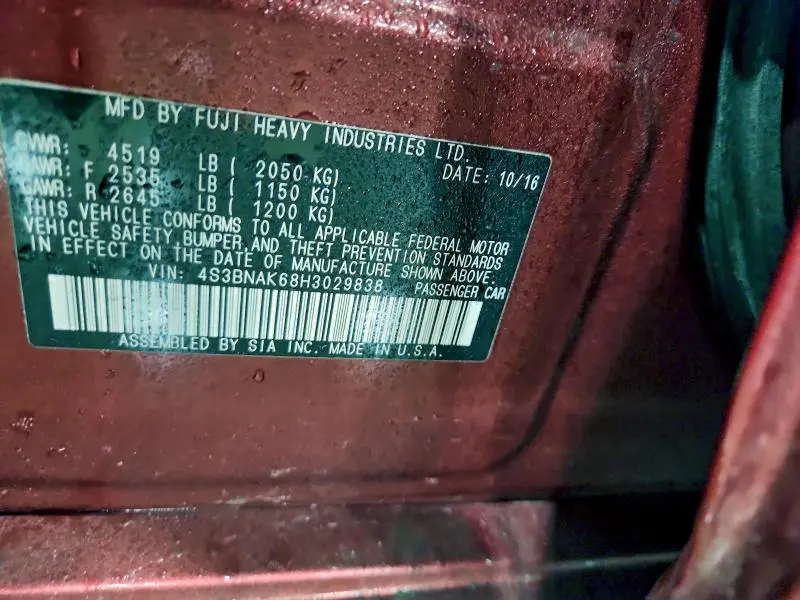 MFD BY FUJI HEAVY INDUSTRIES LTD.
GVWR: 4519 LB ( 2050 KG) DATE: 10/16
GAWR: F 2535 LB ( 1150 KG)
GAWR: R 2645 LB ( 1200 KG)
THIS VEHICLE CONFORMS TO ALL APPLICABLE FEDERAL MOTOR
VEHICLE SAFETY, BUMPER, AND THEFT PREVENTION STANDARDS
IN EFFECT ON THE DATE OF MANUFACTURE SHOWN ABOVE.
VIN: 4S3BNAK68H3029838 PASSENGER CAR
ASSEMBLED BY SIA INC. MADE IN U.S.A.